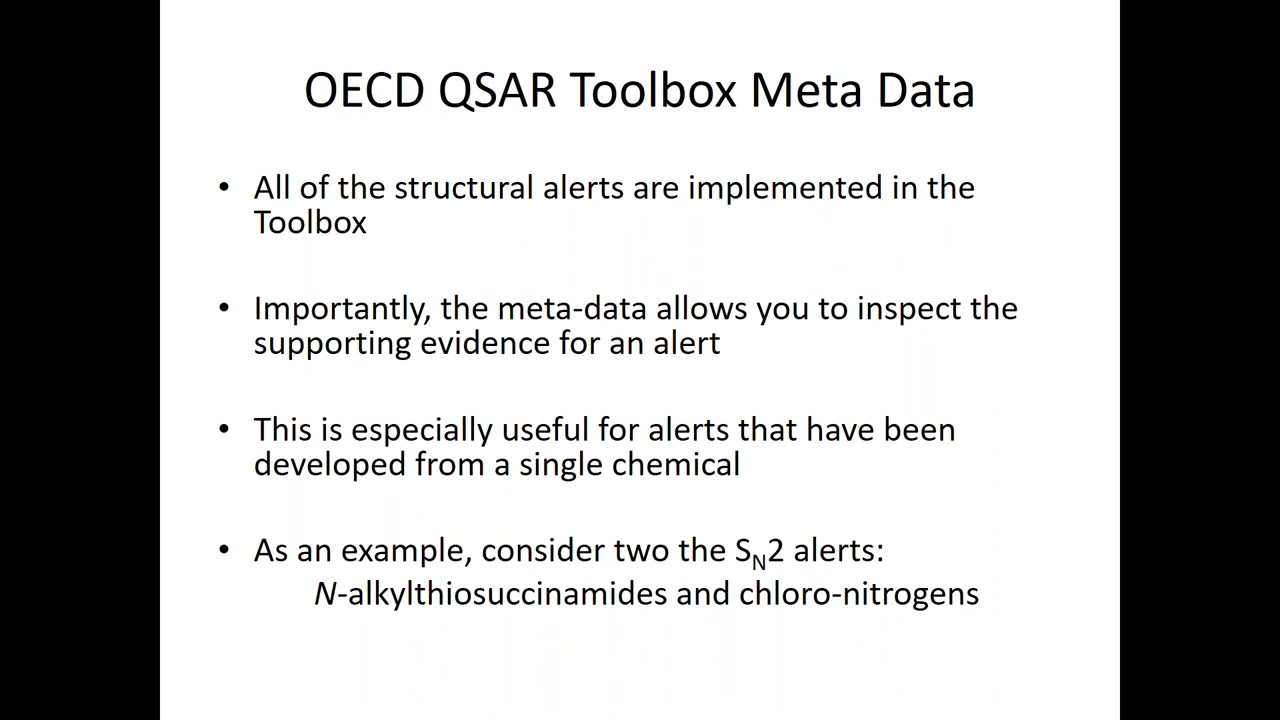 OECD QSAR Toolbox Meta Data
• All of the structural alerts are implemented in the
Toolbox
• Importantly, the meta-data allows you to inspect the
supporting evidence for an alert
• This is especially useful for alerts that have been
developed from a single chemical
• As an example, consider two the SN2 alerts:
N-alkylthiosuccinamides and chloro-nitrogens